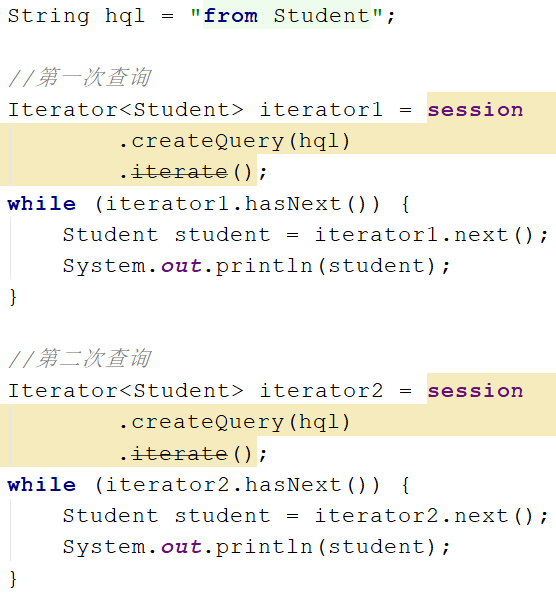 String hql = "from Student";
//第一次查询
Iterator<Student> iterator1 = session
.createQuery(hql)
.iterate();
while (iterator1.hasNext()) {
Student student = iterator1.next();
System.out.println(student);
}
//第二次查询
Iterator<Student> iterator2 = session
.createQuery(hql)
.iterate();
while (iterator2.hasNext()) {
Student student = iterator2.next();
System.out.println(student);
}